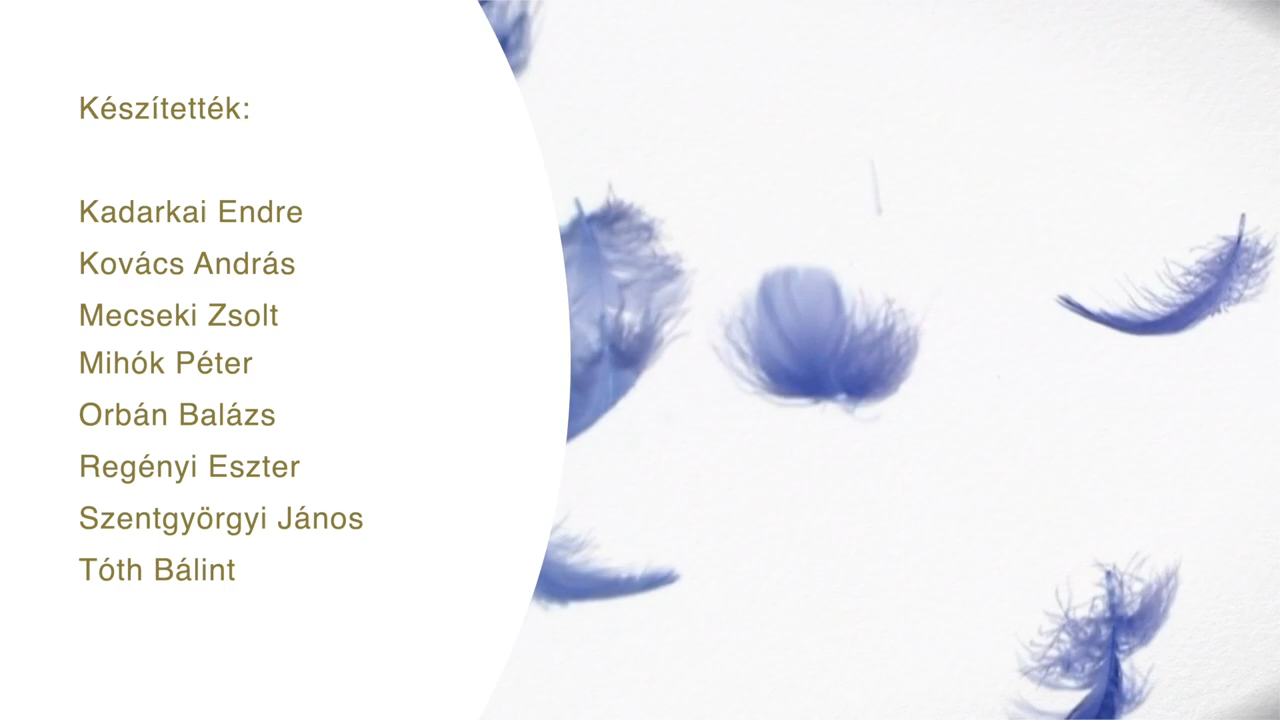 Készítették:
Kadarkai Endre
Kovács András
Mecseki Zsolt
Mihók Péter
Orbán Balázs
Regényi Eszter
Szentgyörgyi János
Tóth Bálint